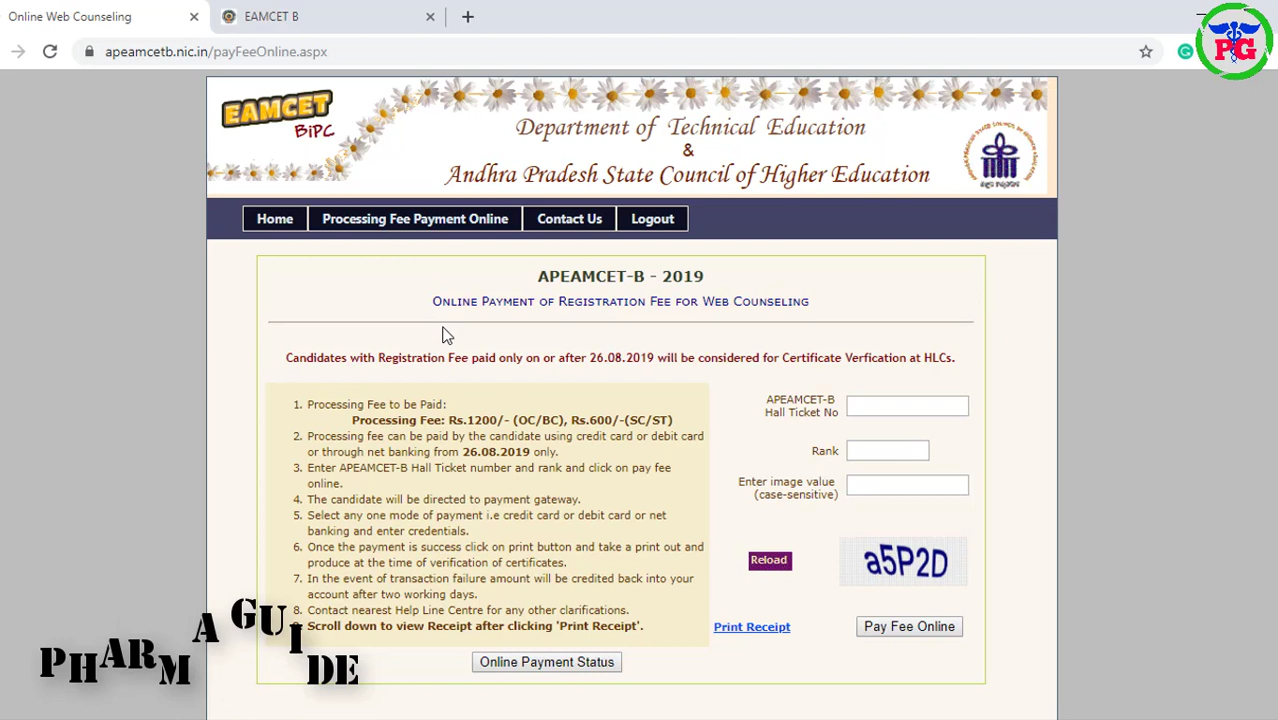 Online Web Counseling
EAMCET B
apeamcetb.nic.in/payFeeOnline.aspx
PG
EAMCET
BiPC
Department of Technical Education
&
Andhra Pradesh State Council of Higher Education
Home
Processing Fee Payment Online
Contact Us
Logout
APEAMCET-B - 2019
Online Payment of Registration Fee for Web Counseling
Candidates with Registration Fee paid only on or after 26.08.2019 will be considered for Certificate Verfication at HLCs.
1. Processing Fee to be Paid:
Processing Fee: Rs.1200/- (OC/BC), Rs.600/-(SC/ST)
2. Processing fee can be paid by the candidate using credit card or debit card
or through net banking from 26.08.2019 only.
3. Enter APEAMCET-B Hall Ticket number and rank and click on pay fee
online.
4. The candidate will be directed to payment gateway.
5. Select any one mode of payment i.e credit card or debit card or net
banking and enter credentials.
6. Once the payment is success click on print button and take a print out and
produce at the time of verification of certificates.
7. In the event of transaction failure amount will be credited back into your
account after two working days.
8. Contact nearest Help Line Centre for any other clarifications.
Scroll down to view Receipt after clicking 'Print Receipt'.
Online Payment Status
APEAMCET-B
Hall Ticket No
Rank
Enter image value
(case-sensitive)
Reload
a5P2D
Print Receipt
Pay Fee Online
PHARMA GUIDE